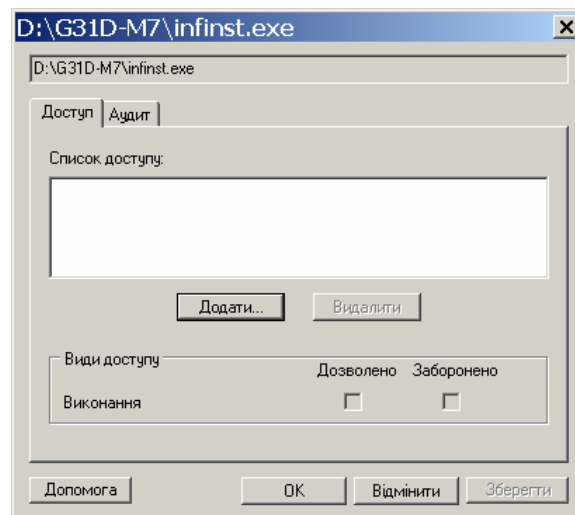 D:\G31D-M7\infinst.exe
D:\G31D-M7\infinst.exe
Доступ Аудит
Список доступу:
Додати... Видалити
Види доступу
Дозволено Заборонено
Виконання
Допомога OK Відмінити Зберегти